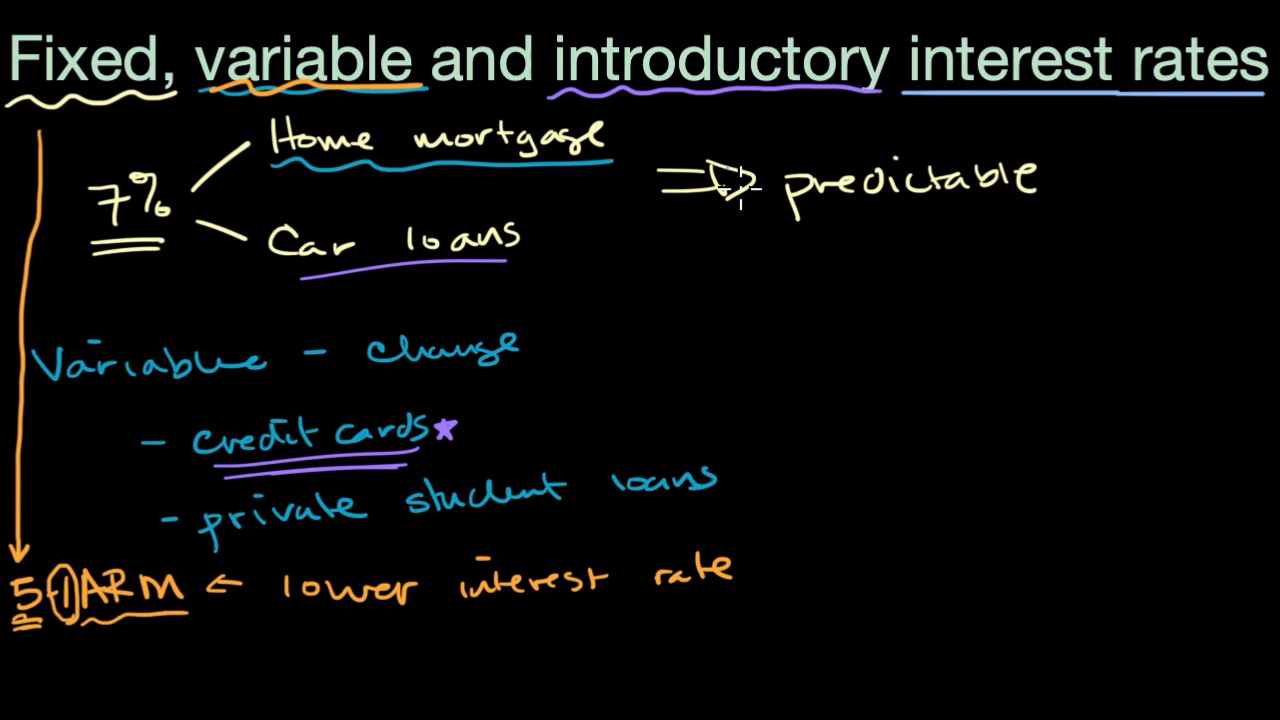 Fixed, variable and introductory interest rates
Home mortgage
7%
⇒ predictable
Car loans
Variable - change
- credit cards★
- private student loans
5-1 ARM ← lower interest rate